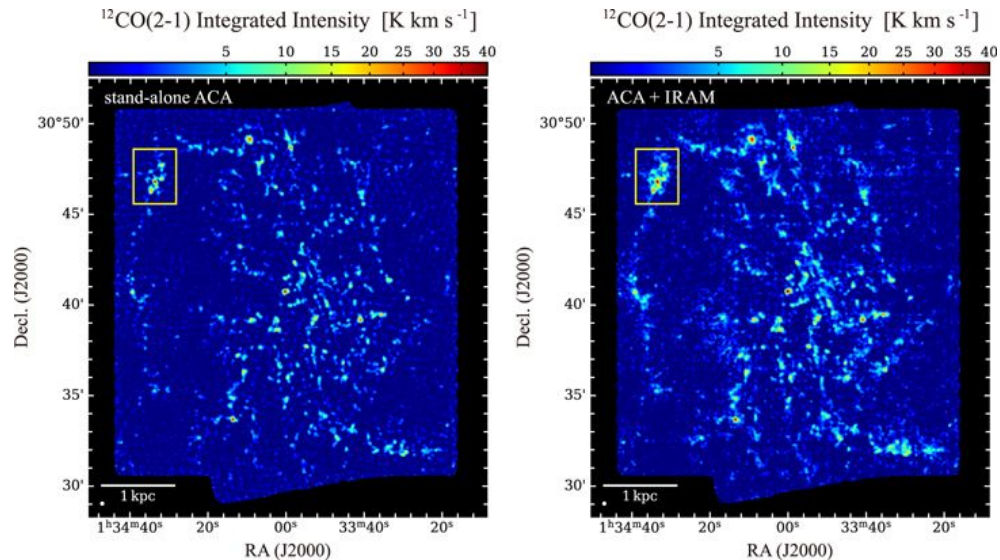 ¹²CO(2-1) Integrated Intensity [K km s⁻¹]
5 10 15 20 25 30 35 40
stand-alone ACA
30°50'
45'
40'
35'
30'
Decl. (J2000)
1 kpc
1ʰ34ᵐ40ˢ 20ˢ 00ˢ 33ᵐ40ˢ 20ˢ
RA (J2000)
¹²CO(2-1) Integrated Intensity [K km s⁻¹]
5 10 15 20 25 30 35 40
ACA + IRAM
30°50'
45'
40'
35'
30'
Decl. (J2000)
1 kpc
1ʰ34ᵐ40ˢ 20ˢ 00ˢ 33ᵐ40ˢ 20ˢ
RA (J2000)